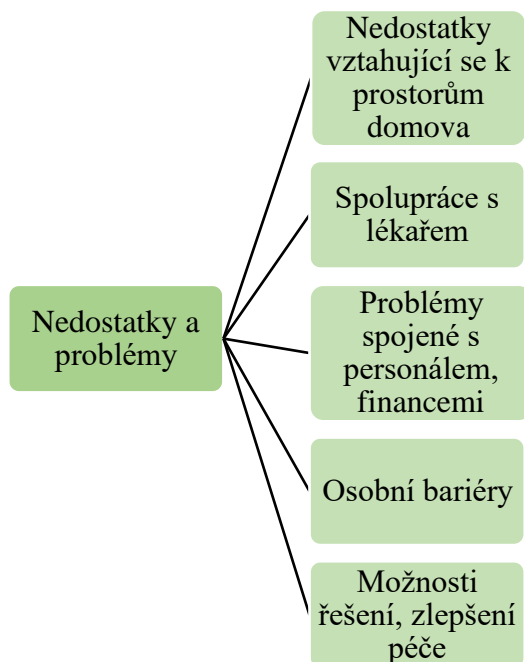 Nedostatky
vztahující se k
prostorům
domova
Spolupráce s
lékařem
Nedostatky a
problémy
Problémy
spojené s
personálem,
financemi
Osobní bariéry
Možnosti
řešení, zlepšení
péče